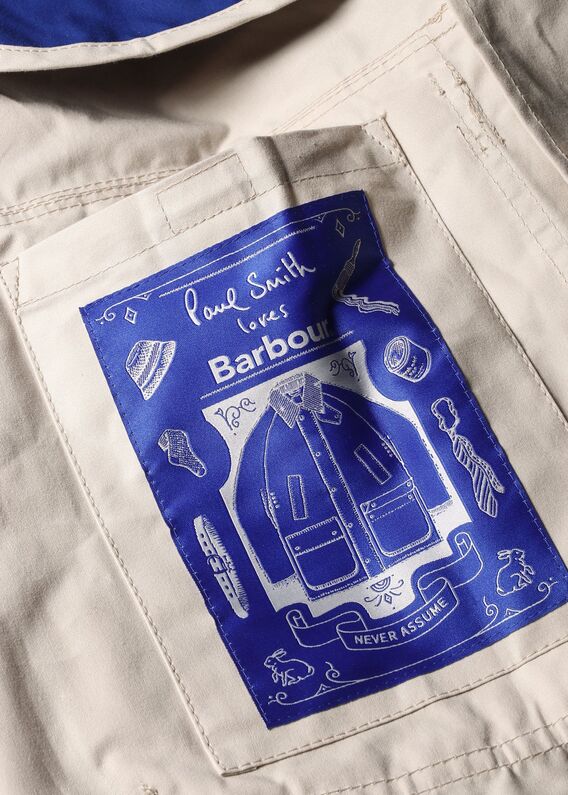 Paul Smith
loves
Barbour
NEVER ASSUME